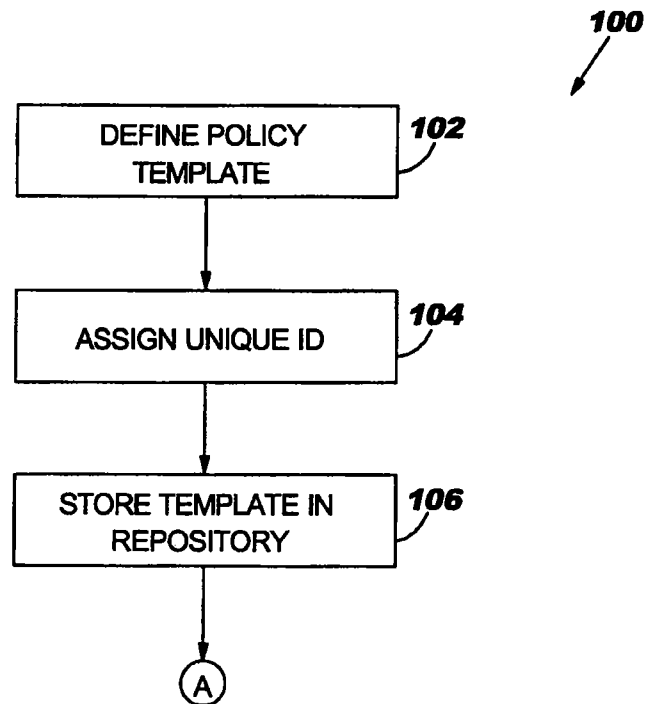 100
DEFINE POLICY
TEMPLATE
102
ASSIGN UNIQUE ID
104
STORE TEMPLATE IN
REPOSITORY
106
A